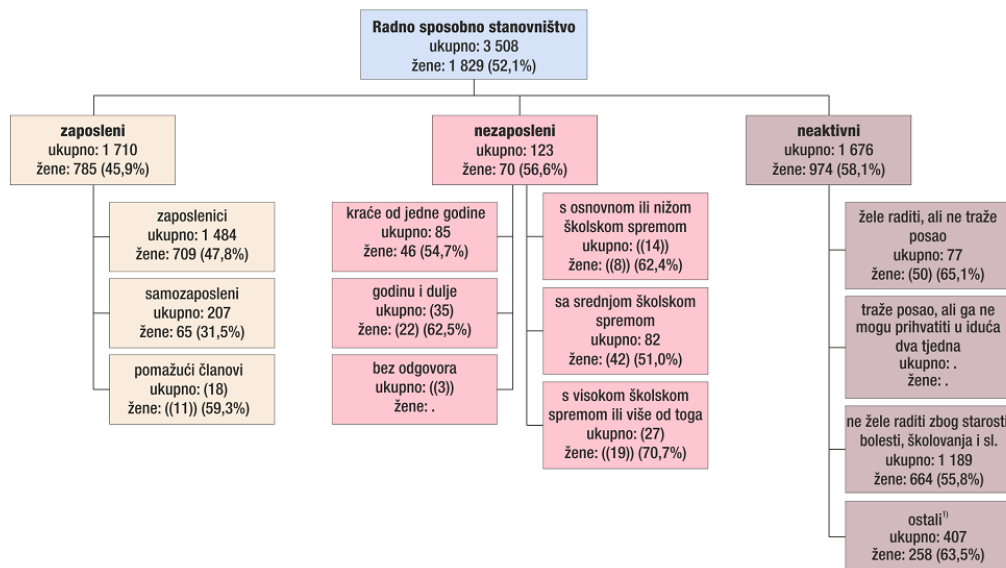 Radno sposobno stanovništvo
ukupno: 3 508
žene: 1 829 (52,1%)
zaposleni
ukupno: 1 710
žene: 785 (45,9%)
zaposlenici
ukupno: 1 484
žene: 709 (47,8%)
samozaposleni
ukupno: 207
žene: 65 (31,5%)
pomažući članovi
ukupno: (18)
žene: ((11)) (59,3%)
nezaposleni
ukupno: 123
žene: 70 (56,6%)
kraće od jedne godine
ukupno: 85
žene: 46 (54,7%)
godinu i dulje
ukupno: (35)
žene: (22) (62,5%)
bez odgovora
ukupno: ((3))
žene: .
s osnovnom ili nižom
školskom spremom
ukupno: ((14))
žene: ((8)) (62,4%)
sa srednjom školskom
spremom
ukupno: 82
žene: (42) (51,0%)
s visokom školskom
spremom ili više od toga
ukupno: (27)
žene: ((19)) (70,7%)
neaktivni
ukupno: 1 676
žene: 974 (58,1%)
žele raditi, ali ne traže
posao
ukupno: 77
žene: (50) (65,1%)
traže posao, ali ga ne
mogu prihvatiti u iduća
dva tjedna
ukupno: .
žene: .
ne žele raditi zbog starosti
bolesti, školovanja i sl.
ukupno: 1 189
žene: 664 (55,8%)
ostali¹⁾
ukupno: 407
žene: 258 (63,5%)